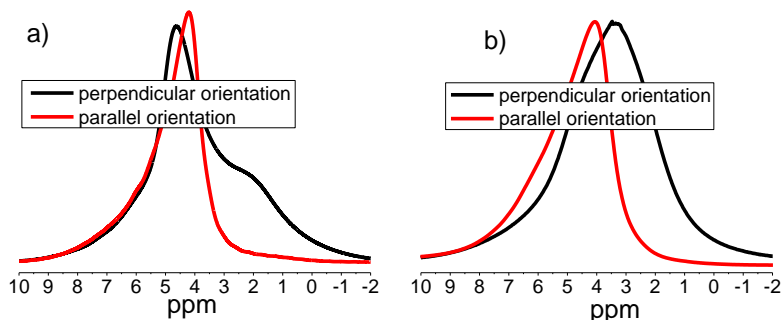 a)
perpendicular orientation
parallel orientation
10 9 8 7 6 5 4 3 2 1 0 -1 -2
ppm
b)
perpendicular orientation
parallel orientation
10 9 8 7 6 5 4 3 2 1 0 -1 -2
ppm